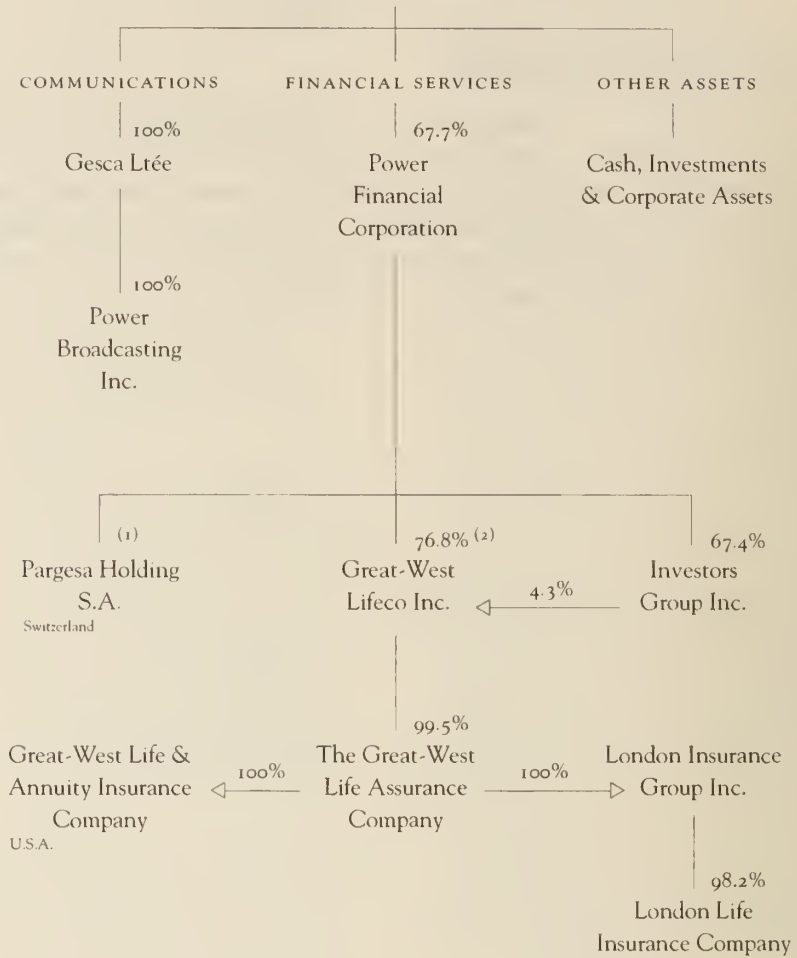 COMMUNICATIONS
FINANCIAL SERVICES
OTHER ASSETS
100%
Gesca Ltée
67.7%
Power
Financial
Corporation
Cash, Investments
& Corporate Assets
100%
Power
Broadcasting
Inc.
(1)
Pargesa Holding
S.A.
Switzerland
76.8% (2)
Great-West
Lifeco Inc.
4.3%
67.4%
Investors
Group Inc.
99.5%
Great-West Life &
Annuity Insurance
Company
U.S.A.
100%
The Great-West
Life Assurance
Company
100%
London Insurance
Group Inc.
98.2%
London Life
Insurance Company